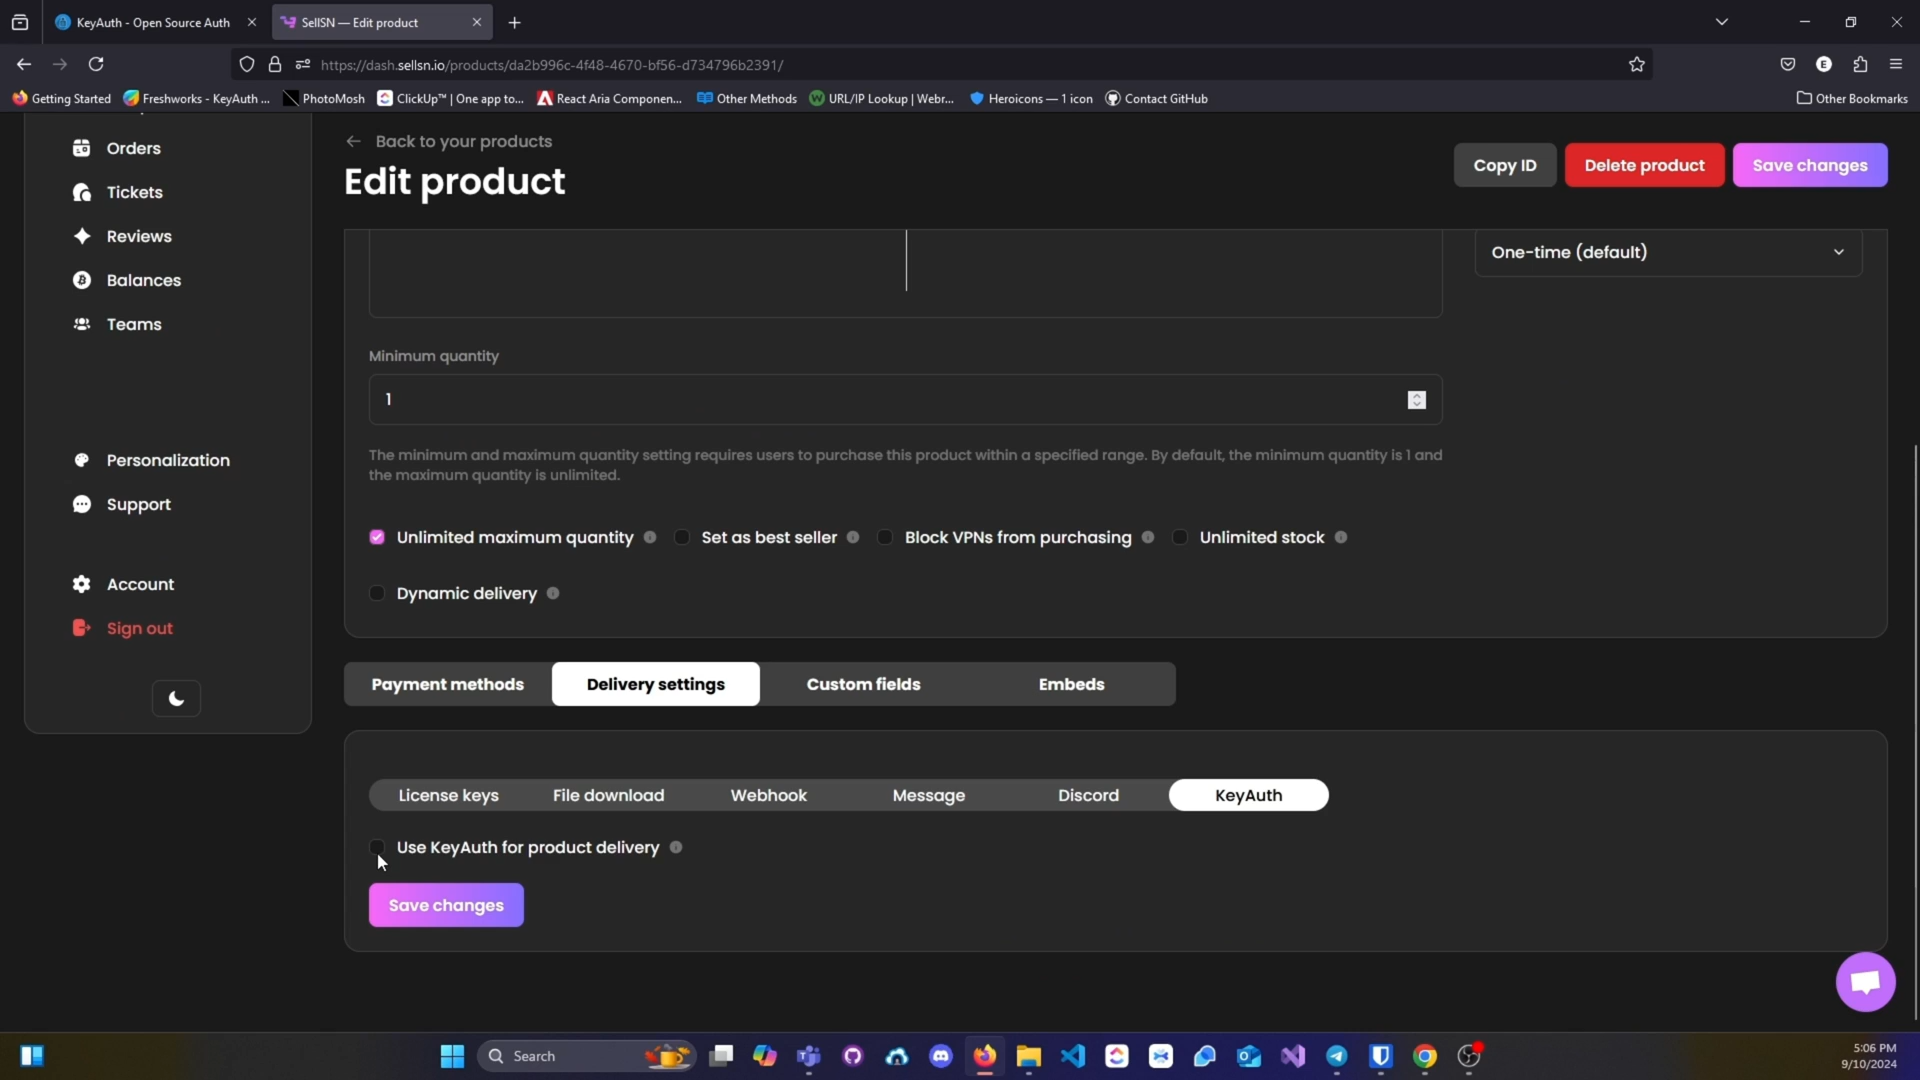 KeyAuth - Open Source Auth
SellSN — Edit product
https://dash.sellsn.io/products/da2b996c-4f48-4670-bf56-d734796b2391/
Getting Started
Freshworks - KeyAuth ...
PhotoMosh
ClickUp™ | One app to...
React Aria Componen...
Other Methods
URL/IP Lookup | Webr...
Heroicons — 1 icon
Contact GitHub
Other Bookmarks
Orders
Tickets
Reviews
Balances
Teams
Personalization
Support
Account
Sign out
Back to your products
Edit product
Copy ID
Delete product
Save changes
One-time (default)
Minimum quantity
1
The minimum and maximum quantity setting requires users to purchase this product within a specified range. By default, the minimum quantity is 1 and
the maximum quantity is unlimited.
Unlimited maximum quantity
Set as best seller
Block VPNs from purchasing
Unlimited stock
Dynamic delivery
Payment methods
Delivery settings
Custom fields
Embeds
License keys
File download
Webhook
Message
Discord
KeyAuth
Use KeyAuth for product delivery
Save changes
Search
5:06 PM
9/10/2024